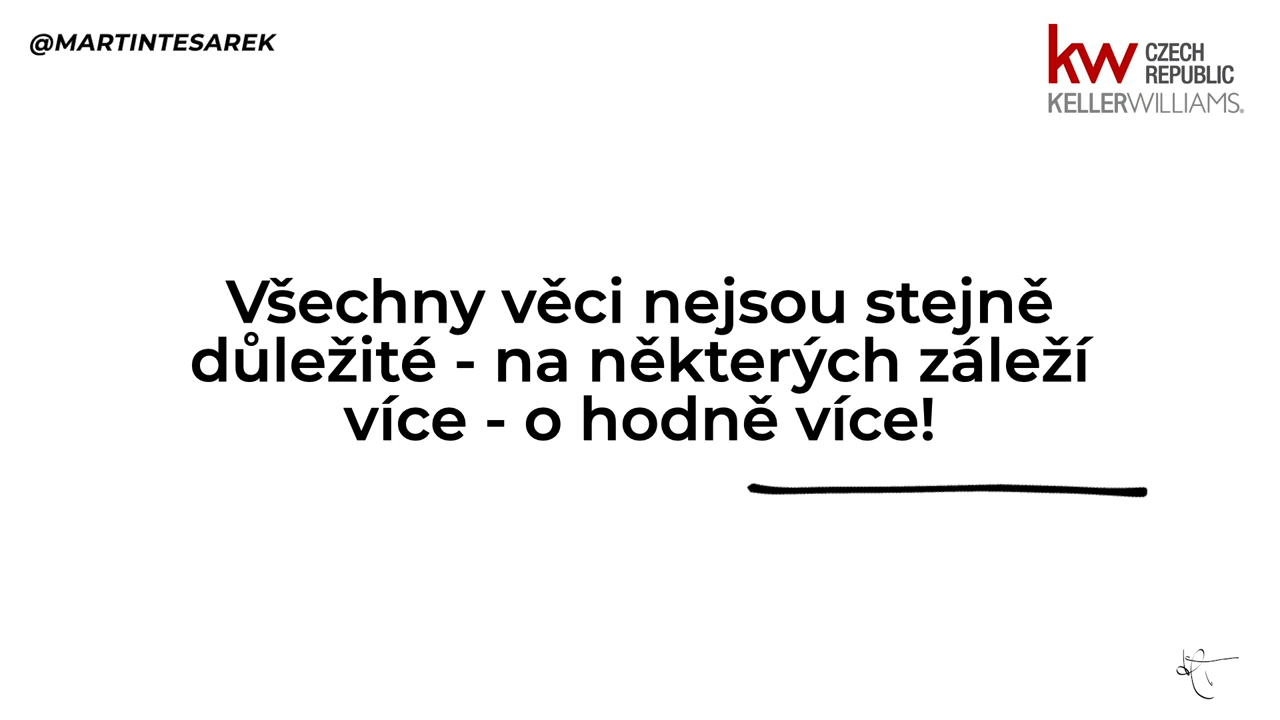 @MARTINTESAREK
kw CZECH
REPUBLIC
KELLERWILLIAMS®
Všechny věci nejsou stejně
důležité - na některých záleží
více - o hodně více!